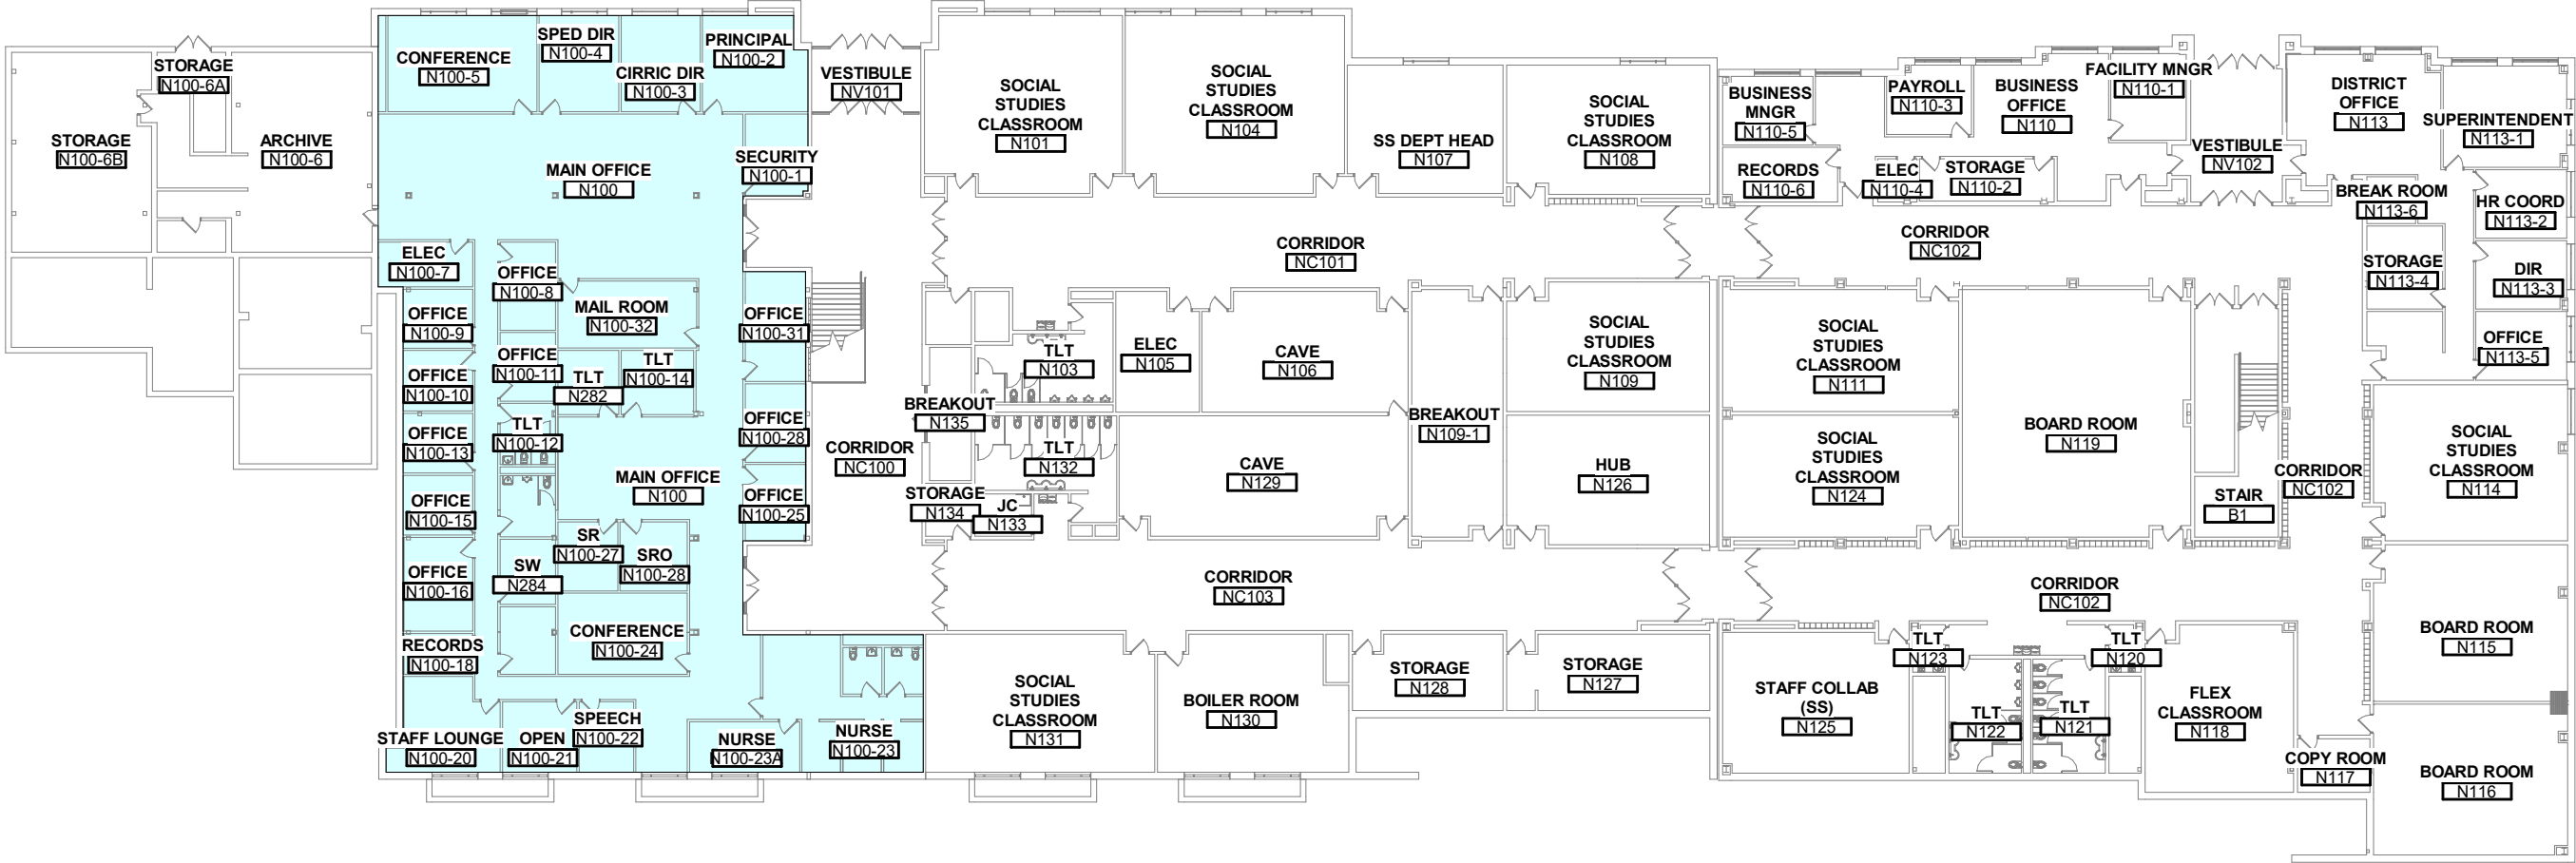 STORAGE
N100-6A
STORAGE
N100-6B
ARCHIVE
N100-6
CONFERENCE
N100-5
SPED DIR
N100-4
CIRRIC DIR
N100-3
PRINCIPAL
N100-2
VESTIBULE
NV101
MAIN OFFICE
N100
SECURITY
N100-1
ELEC
N100-7
OFFICE
N100-8
OFFICE
N100-9
MAIL ROOM
N100-32
OFFICE
N100-31
OFFICE
N100-10
OFFICE
N100-11
TLT
N282
TLT
N100-14
OFFICE
N100-13
TLT
N100-12
OFFICE
N100-28
MAIN OFFICE
N100
OFFICE
N100-15
OFFICE
N100-25
SR
N100-27
SRO
N100-28
OFFICE
N100-16
SW
N284
RECORDS
N100-18
CONFERENCE
N100-24
STAFF LOUNGE
N100-20
OPEN
N100-21
SPEECH
N100-22
NURSE
N100-23A
NURSE
N100-23
CORRIDOR
NC100
SOCIAL
STUDIES
CLASSROOM
N101
SOCIAL
STUDIES
CLASSROOM
N104
SS DEPT HEAD
N107
SOCIAL
STUDIES
CLASSROOM
N108
CORRIDOR
NC101
TLT
N103
ELEC
N105
CAVE
N106
BREAKOUT
N135
BREAKOUT
N109-1
SOCIAL
STUDIES
CLASSROOM
N109
TLT
N132
CAVE
N129
HUB
N126
STORAGE
N134
JC
N133
CORRIDOR
NC103
SOCIAL
STUDIES
CLASSROOM
N131
BOILER ROOM
N130
STORAGE
N128
STORAGE
N127
BUSINESS
MNGR
N110-5
PAYROLL
N110-3
BUSINESS
OFFICE
N110
FACILITY MNGR
N110-1
RECORDS
N110-6
ELEC
N110-4
STORAGE
N110-2
VESTIBULE
NV102
DISTRICT
OFFICE
N113
SUPERINTENDENT
N113-1
BREAK ROOM
N113-6
HR COORD
N113-2
CORRIDOR
NC102
STORAGE
N113-4
DIR
N113-3
OFFICE
N113-5
SOCIAL
STUDIES
CLASSROOM
N111
BOARD ROOM
N119
SOCIAL
STUDIES
CLASSROOM
N124
STAIR
B1
CORRIDOR
NC102
SOCIAL
STUDIES
CLASSROOM
N114
CORRIDOR
NC102
BOARD ROOM
N115
STAFF COLLAB
(SS)
N125
TLT
N123
TLT
N120
TLT
N122
TLT
N121
FLEX
CLASSROOM
N118
COPY ROOM
N117
BOARD ROOM
N116